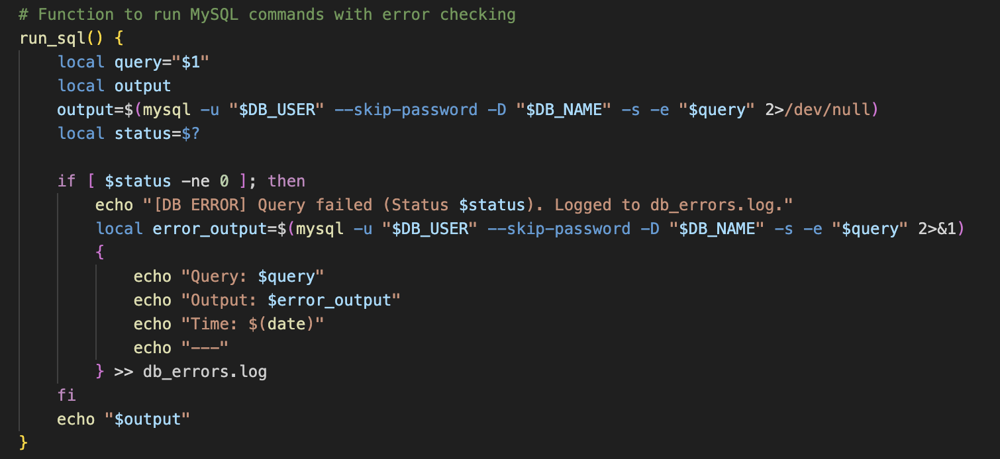 # Function to run MySQL commands with error checking
run_sql() {
    local query="$1"
    local output
    output=$(mysql -u "$DB_USER" --skip-password -D "$DB_NAME" -s -e "$query" 2>/dev/null)
    local status=$?

    if [ $status -ne 0 ]; then
        echo "[DB ERROR] Query failed (Status $status). Logged to db_errors.log."
        local error_output=$(mysql -u "$DB_USER" --skip-password -D "$DB_NAME" -s -e "$query" 2>&1)
        {
            echo "Query: $query"
            echo "Output: $error_output"
            echo "Time: $(date)"
            echo "---"
        } >> db_errors.log
    fi
    echo "$output"
}